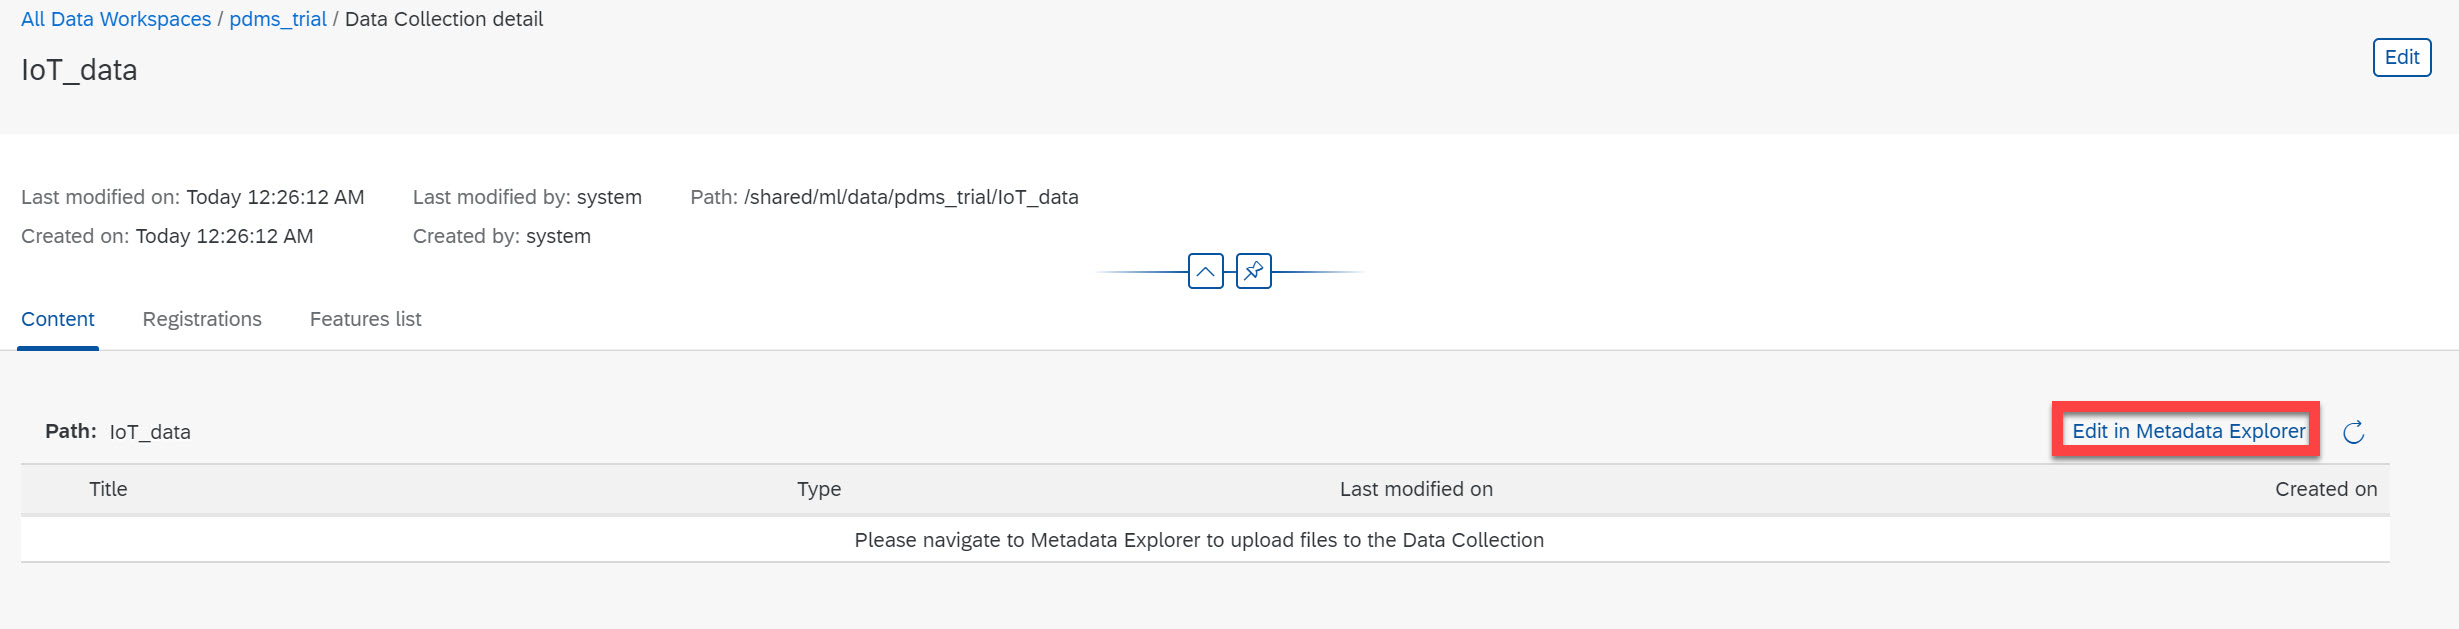 All Data Workspaces / pdms_trial / Data Collection detail
IoT_data
Edit
Last modified on: Today 12:26:12 AM
Last modified by: system
Path: /shared/ml/data/pdms_trial/IoT_data
Created on: Today 12:26:12 AM
Created by: system
Content
Registrations
Features list
Path: IoT_data
Edit in Metadata Explorer
Title
Type
Last modified on
Created on
Please navigate to Metadata Explorer to upload files to the Data Collection